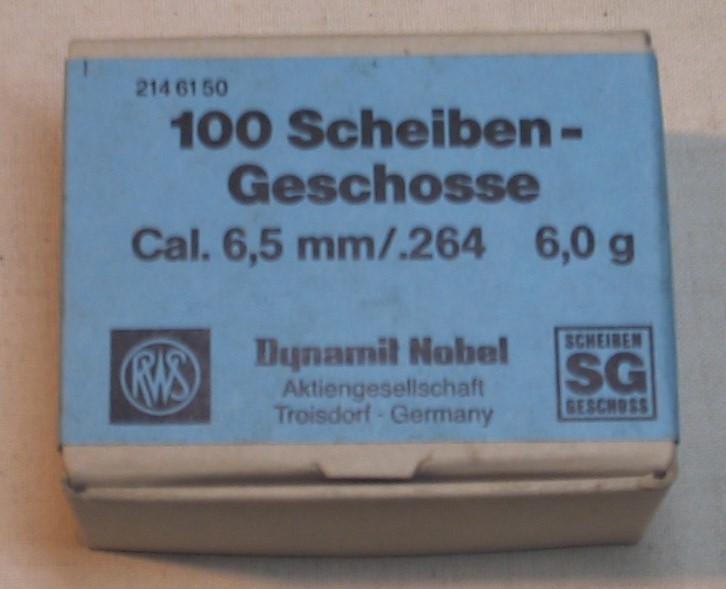 214 61 50
100 Scheiben-
Geschosse
Cal. 6,5 mm/.264 6,0 g
RWS
Dynamit Nobel
Aktiengesellschaft
Troisdorf · Germany
SCHEIBEN
SG
GESCHOSS